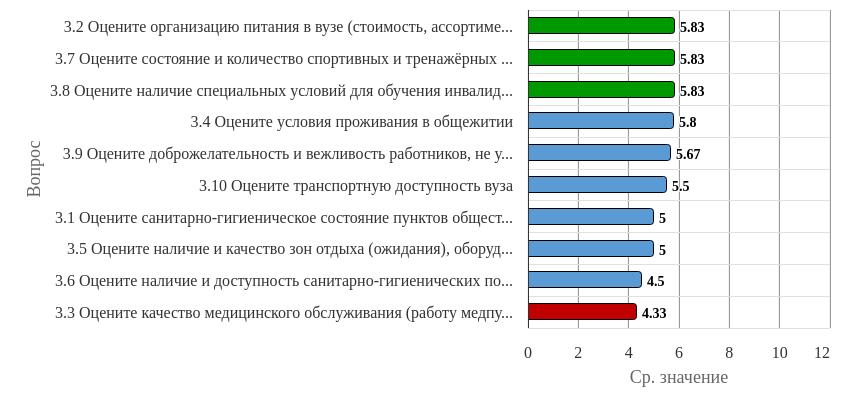 3.2 Оцените организацию питания в вузе (стоимость, ассортиме... 5.83
3.7 Оцените состояние и количество спортивных и тренажёрных ... 5.83
3.8 Оцените наличие специальных условий для обучения инвалид... 5.83
3.4 Оцените условия проживания в общежитии 5.8
3.9 Оцените доброжелательность и вежливость работников, не у... 5.67
3.10 Оцените транспортную доступность вуза 5.5
3.1 Оцените санитарно-гигиеническое состояние пунктов общест... 5
3.5 Оцените наличие и качество зон отдыха (ожидания), оборуд... 5
3.6 Оцените наличие и доступность санитарно-гигиенических по... 4.5
3.3 Оцените качество медицинского обслуживания (работу медпу... 4.33
Вопрос
0 2 4 6 8 10 12
Ср. значение